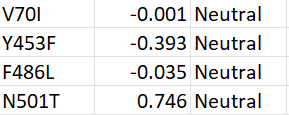 V70I -0.001 Neutral
Y453F -0.393 Neutral
F486L -0.035 Neutral
N501T 0.746 Neutral